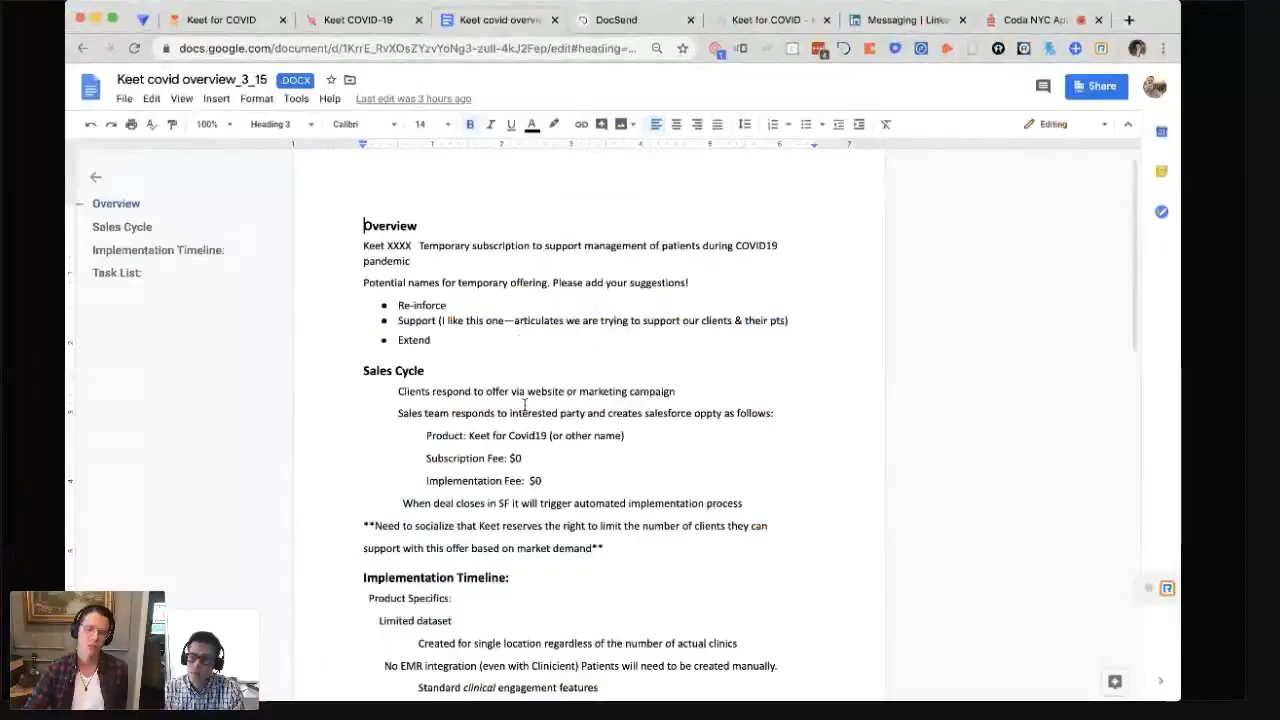 Keet for COVID
Keet COVID-19
Keet covid overv
DocSend
Keet for COVID -
Messaging | Link
Coda NYC Ap
docs.google.com/document/d/1KrrE_RvXOsZYzvYoNg3-zuIl-4kJ2Fep/edit#heading=...
Keet covid overview_3_15
.DOCX
Share
File Edit View Insert Format Tools Help Last edit was 3 hours ago
100% Heading 3 Calibri 14 B I U A Editing
1 1 2 3 4 5 6 7
Overview
Sales Cycle
Implementation Timeline:
Task List:
Overview
Keet XXXX Temporary subscription to support management of patients during COVID19
pandemic
Potential names for temporary offering. Please add your suggestions!
● Re-inforce
● Support (I like this one—articulates we are trying to support our clients & their pts)
● Extend
Sales Cycle
Clients respond to offer via website or marketing campaign
Sales team responds to interested party and creates salesforce oppty as follows:
Product: Keet for Covid19 (or other name)
Subscription Fee: $0
Implementation Fee: $0
When deal closes in SF it will trigger automated implementation process
**Need to socialize that Keet reserves the right to limit the number of clients they can
support with this offer based on market demand**
Implementation Timeline:
Product Specifics:
Limited dataset
Created for single location regardless of the number of actual clinics
No EMR integration (even with Clinicient) Patients will need to be created manually.
Standard clinical engagement features